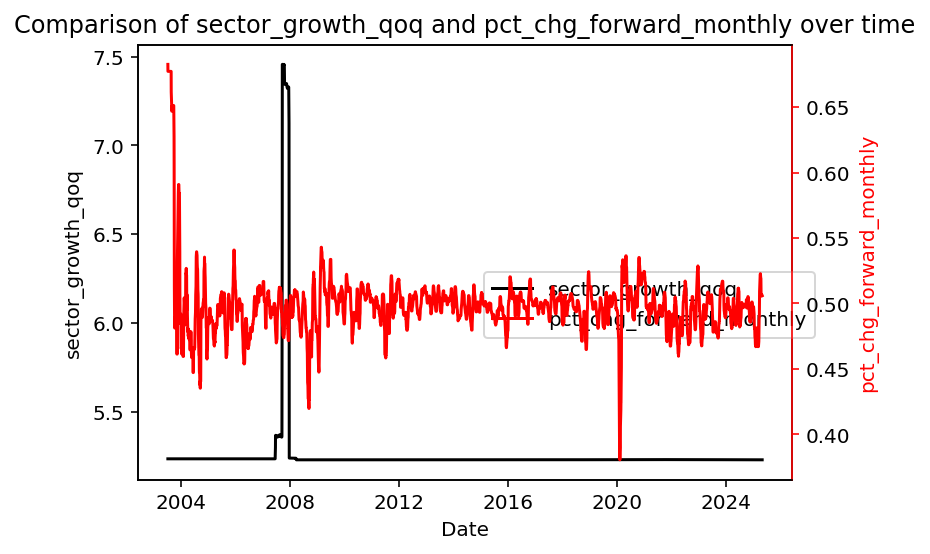 Comparison of sector_growth_qoq and pct_chg_forward_monthly over time
7.5
7.0
6.5
6.0
5.5
sector_growth_qoq
0.65
0.60
0.55
0.50
0.45
0.40
pct_chg_forward_monthly
sector_growth_qoq
pct_chg_forward_monthly
2004
2008
2012
2016
2020
2024
Date